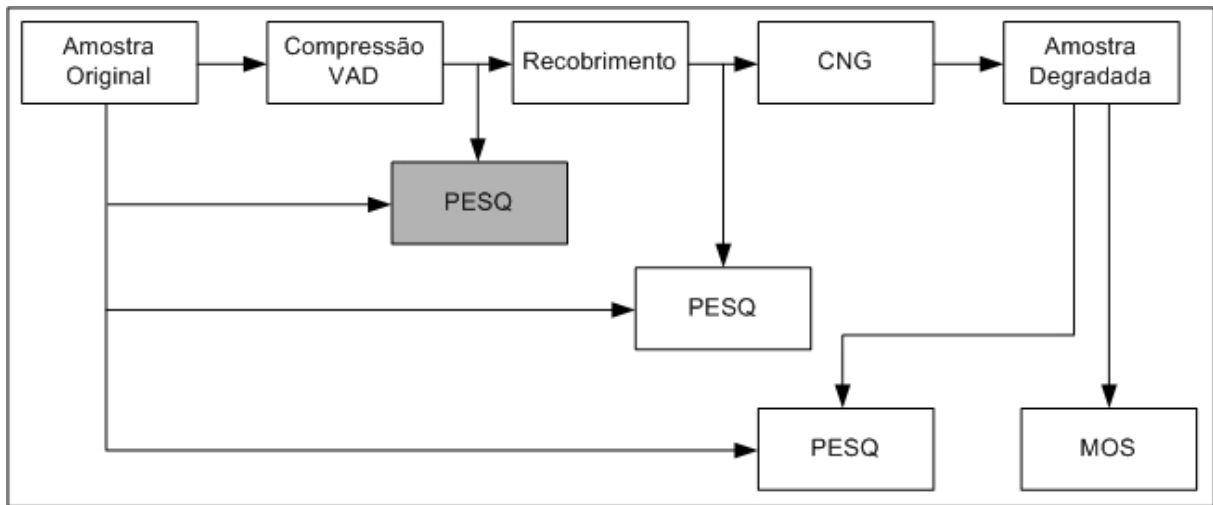 Amostra
Original
Compressão
VAD
Recobrimento
CNG
Amostra
Degradada
PESQ
PESQ
PESQ
MOS